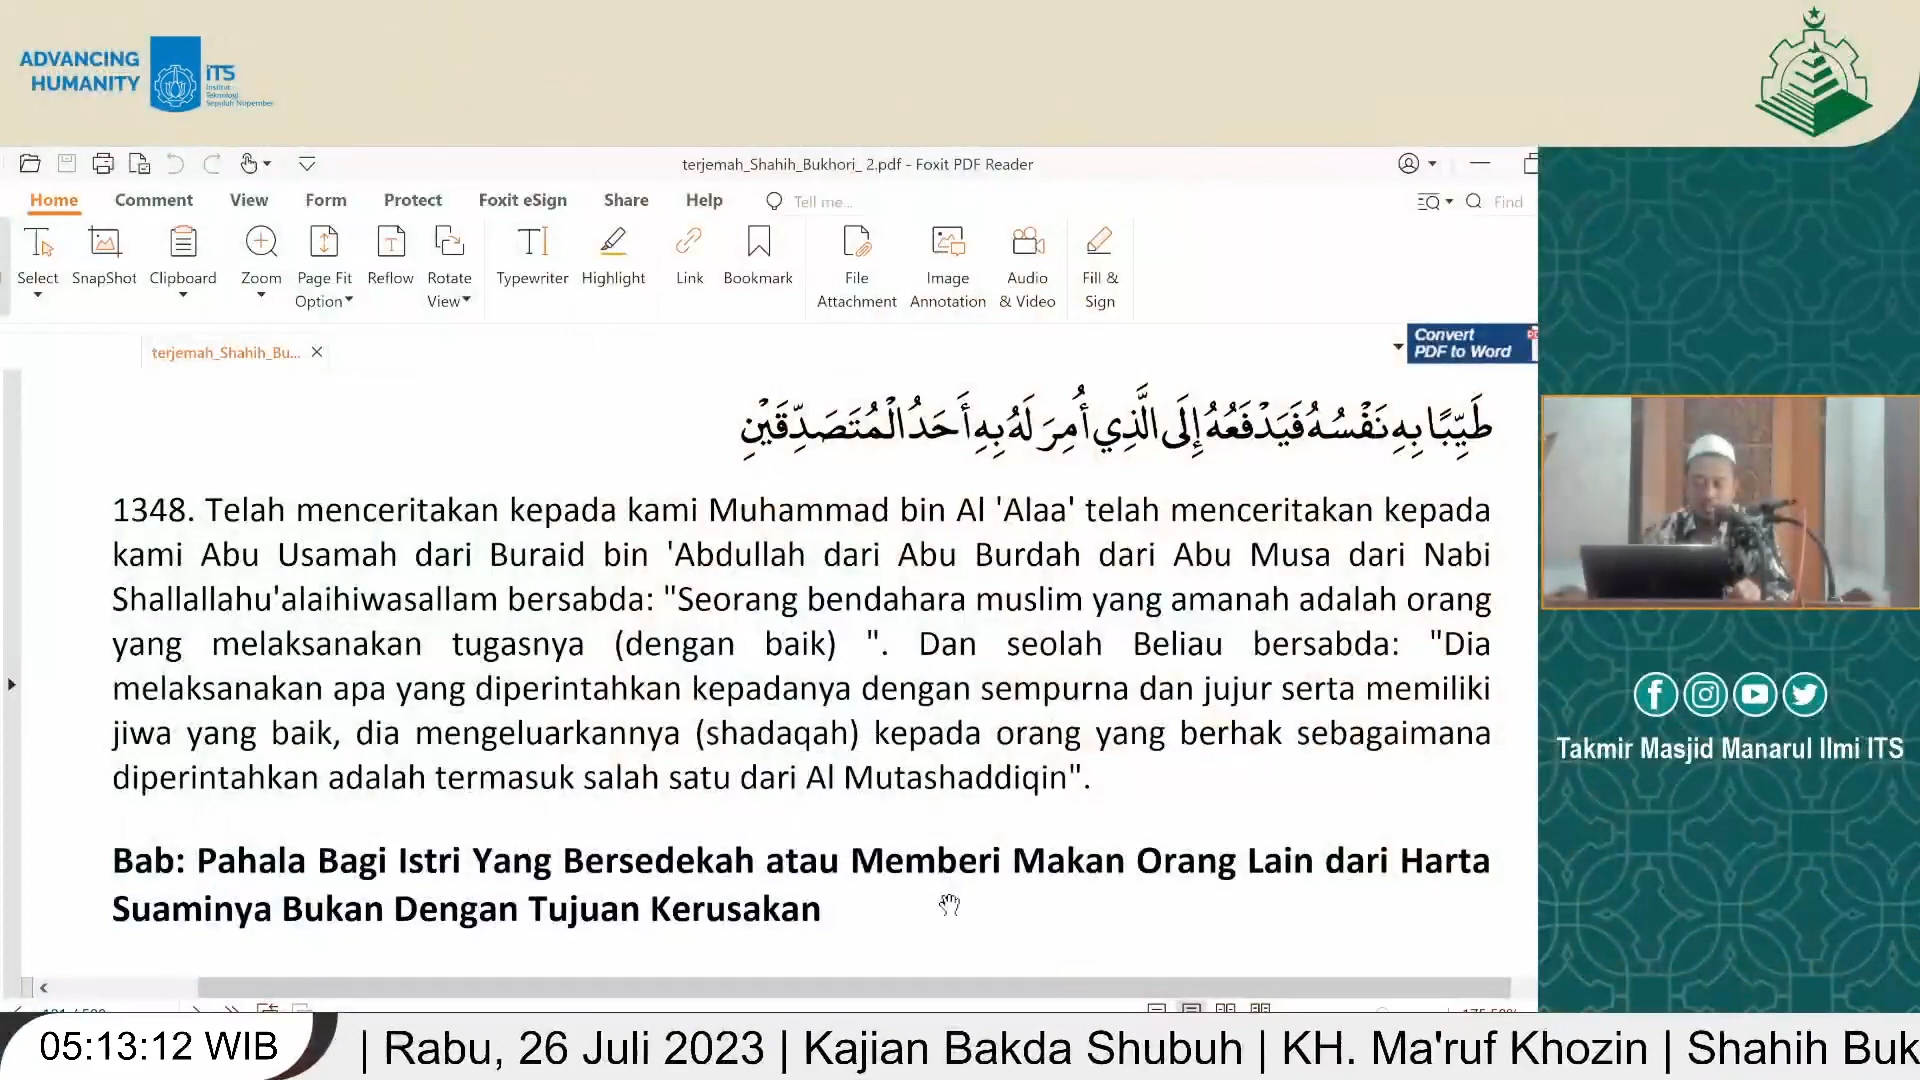 ADVANCING
HUMANITY
ITS
Institut
Teknologi
Sepuluh Nopember
terjemah_Shahih_Bukhori_ 2.pdf - Foxit PDF Reader
Home Comment View Form Protect Foxit eSign Share Help Tell me... Find
Select SnapShot Clipboard Zoom Page Fit Option Reflow Rotate View Typewriter Highlight Link Bookmark File Attachment Image Annotation Audio & Video Fill & Sign
terjemah_Shahih_Bu...
Convert
PDF to Word
طَيِّبًا بِهِ نَفْسُهُ فَيَدْفَعُهُ إِلَى الَّذِي أُمِرَ لَهُ بِهِ أَحَدُ الْمُتَصَدِّقَيْنِ
1348. Telah menceritakan kepada kami Muhammad bin Al 'Alaa' telah menceritakan kepada
kami Abu Usamah dari Buraid bin 'Abdullah dari Abu Burdah dari Abu Musa dari Nabi
Shallallahu'alaihiwasallam bersabda: "Seorang bendahara muslim yang amanah adalah orang
yang melaksanakan tugasnya (dengan baik) ". Dan seolah Beliau bersabda: "Dia
melaksanakan apa yang diperintahkan kepadanya dengan sempurna dan jujur serta memiliki
jiwa yang baik, dia mengeluarkannya (shadaqah) kepada orang yang berhak sebagaimana
diperintahkan adalah termasuk salah satu dari Al Mutashaddiqin".
Bab: Pahala Bagi Istri Yang Bersedekah atau Memberi Makan Orang Lain dari Harta
Suaminya Bukan Dengan Tujuan Kerusakan
Takmir Masjid Manarul Ilmi ITS
05:13:12 WIB
| Rabu, 26 Juli 2023 | Kajian Bakda Shubuh | KH. Ma'ruf Khozin | Shahih Buk